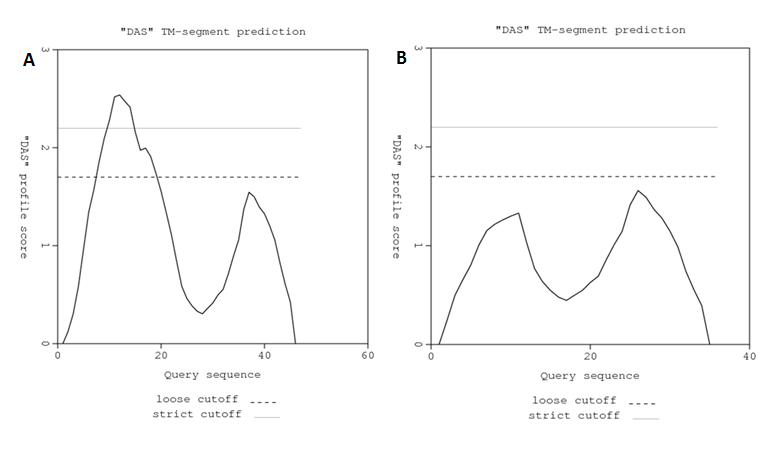 A
"DAS" TM-segment prediction
3
2
1
0
"DAS" profile score
0 20 40 60
Query sequence
loose cutoff
strict cutoff
B
"DAS" TM-segment prediction
3
2
1
0
"DAS" profile score
0 20 40
Query sequence
loose cutoff
strict cutoff